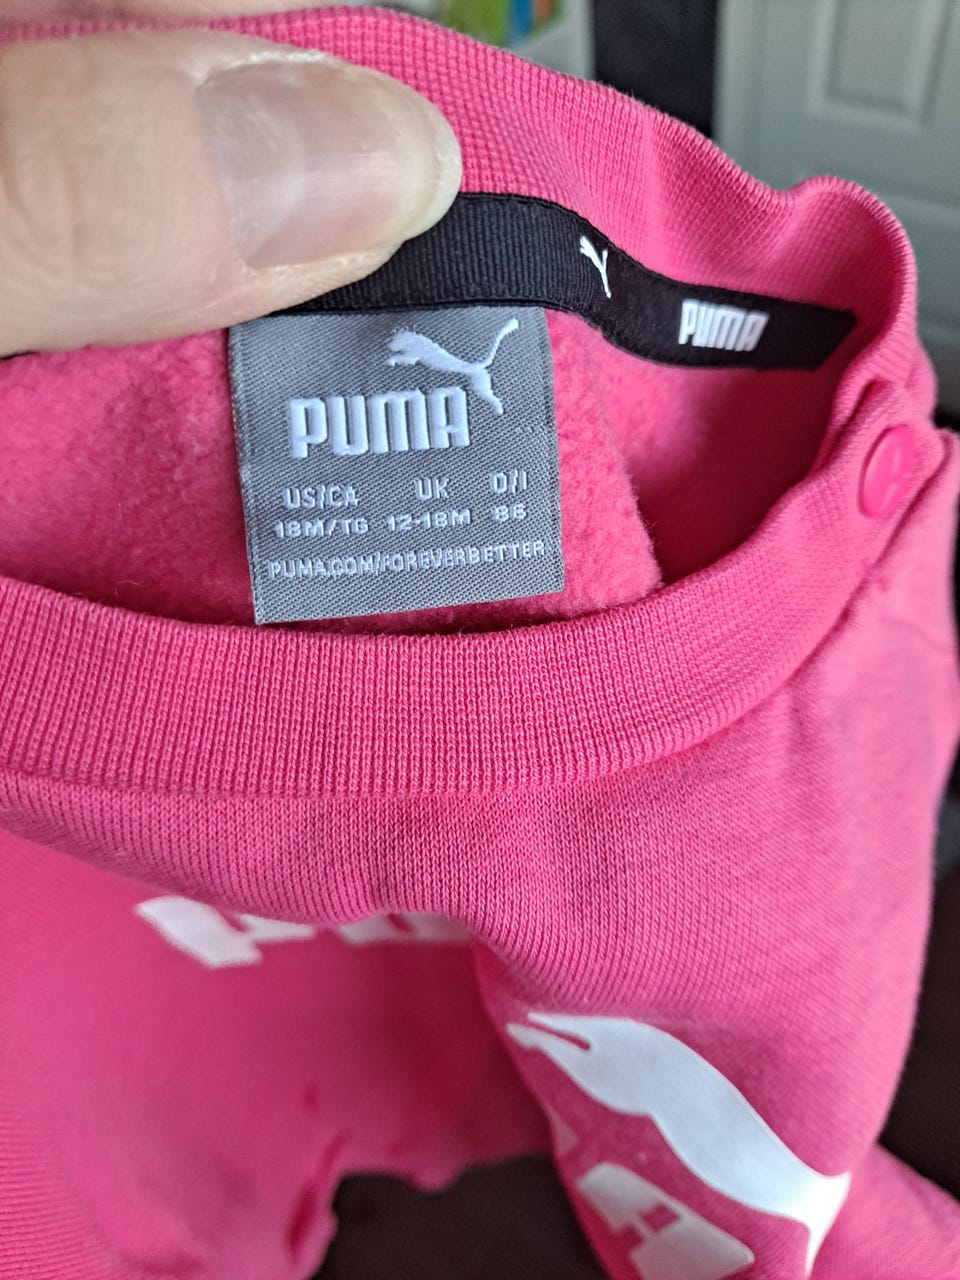 PUMA
PUMA
US/CA UK D/I
18M/TG 12-18M 86
PUMA.COM/FOREVERBETTER